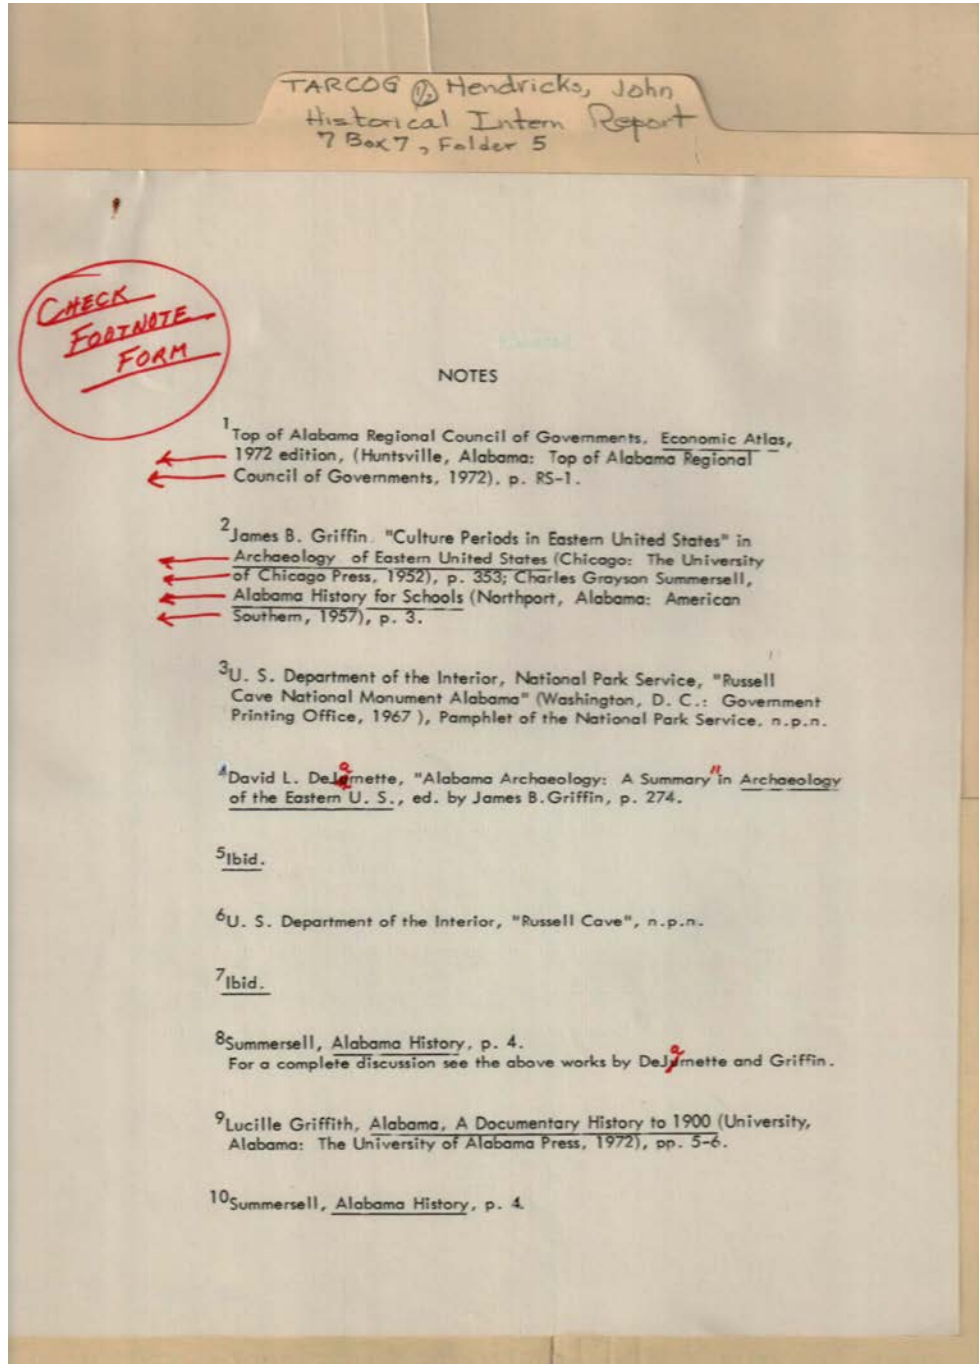 TARCOG 1/2 Hendricks, John
Historical Intern Report
7 Box 7, Folder 5
CHECK
FOOTNOTE
FORM
NOTES
1Top of Alabama Regional Council of Governments, Economic Atlas,
1972 edition, (Huntsville, Alabama: Top of Alabama Regional
Council of Governments, 1972), p. RS-1.
2James B. Griffin. "Culture Periods in Eastern United States" in
Archaeology of Eastern United States (Chicago: The University
of Chicago Press, 1952), p. 353; Charles Grayson Summersell,
Alabama History for Schools (Northport, Alabama: American
Southern, 1957), p. 3.
3U. S. Department of the Interior, National Park Service, "Russell
Cave National Monument Alabama" (Washington, D. C.: Government
Printing Office, 1967 ), Pamphlet of the National Park Service, n.p.n.
4David L. DeJarnette, "Alabama Archaeology: A Summary" in Archaeology
of the Eastern U. S., ed. by James B.Griffin, p. 274.
5Ibid.
6U. S. Department of the Interior, "Russell Cave", n.p.n.
7Ibid.
8Summersell, Alabama History, p. 4.
For a complete discussion see the above works by DeJarnette and Griffin.
9Lucille Griffith, Alabama, A Documentary History to 1900 (University,
Alabama: The University of Alabama Press, 1972), pp. 5-6.
10Summersell, Alabama History, p. 4.